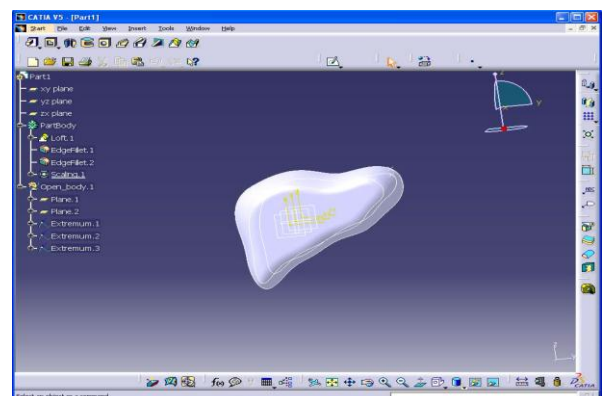 CATIA V5 - [Part1]
Start File Edit View Insert Tools Window Help
Part1
xy plane
yz plane
zx plane
PartBody
Loft.1
EdgeFillet.1
EdgeFillet.2
Scaling.1
Open_body.1
Plane.1
Plane.2
Extremum.1
Extremum.2
Extremum.3
y
f(x)
CATIA